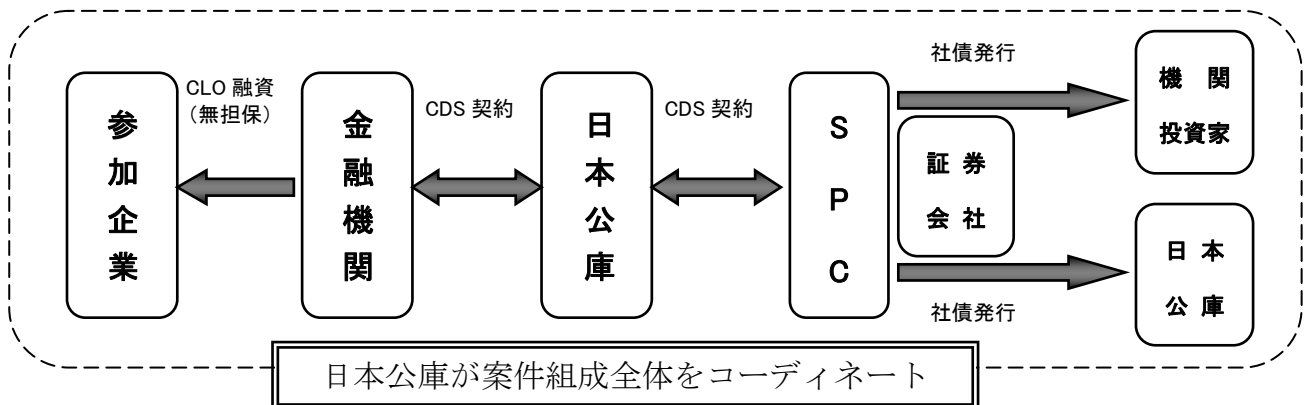 参加企業
CLO 融資
（無担保）
金融機関
CDS 契約
日本公庫
CDS 契約
SPC
社債発行
証券
会社
社債発行
機関
投資家
日本
公庫
日本公庫が案件組成全体をコーディネート